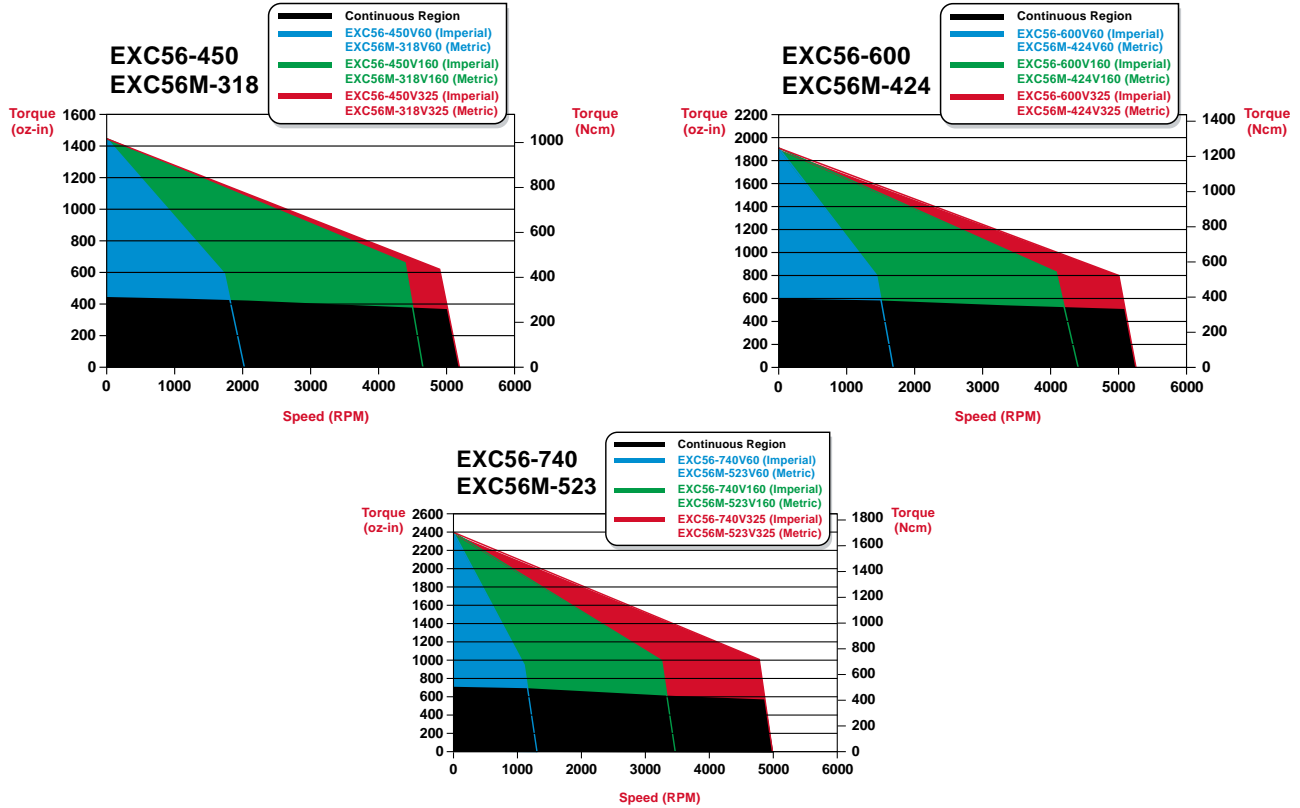 EXC56-450
EXC56M-318
Continuous Region
EXC56-450V60 (Imperial)
EXC56M-318V60 (Metric)
EXC56-450V160 (Imperial)
EXC56M-318V160 (Metric)
EXC56-450V325 (Imperial)
EXC56M-318V325 (Metric)
Torque
(oz-in)
Torque
(Ncm)
1600
1400
1200
1000
800
600
400
200
0
1000
800
600
400
200
0
0 1000 2000 3000 4000 5000 6000
Speed (RPM)
EXC56-600
EXC56M-424
Continuous Region
EXC56-600V60 (Imperial)
EXC56M-424V60 (Metric)
EXC56-600V160 (Imperial)
EXC56M-424V160 (Metric)
EXC56-600V325 (Imperial)
EXC56M-424V325 (Metric)
Torque
(oz-in)
Torque
(Ncm)
2200
2000
1800
1600
1400
1200
1000
800
600
400
200
0
1400
1200
1000
800
600
400
200
0
0 1000 2000 3000 4000 5000 6000
Speed (RPM)
EXC56-740
EXC56M-523
Continuous Region
EXC56-740V60 (Imperial)
EXC56M-523V60 (Metric)
EXC56-740V160 (Imperial)
EXC56M-523V160 (Metric)
EXC56-740V325 (Imperial)
EXC56M-523V325 (Metric)
Torque
(oz-in)
Torque
(Ncm)
2600
2400
2200
2000
1800
1600
1400
1200
1000
800
600
400
200
0
1800
1600
1400
1200
1000
800
600
400
200
0
0 1000 2000 3000 4000 5000 6000
Speed (RPM)